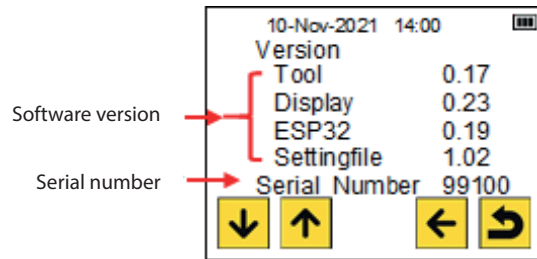 10-Nov-2021 14:00
Version
Tool 0.17
Software version
Display 0.23
ESP32 0.19
Settingfile 1.02
Serial number
Serial Number 99100